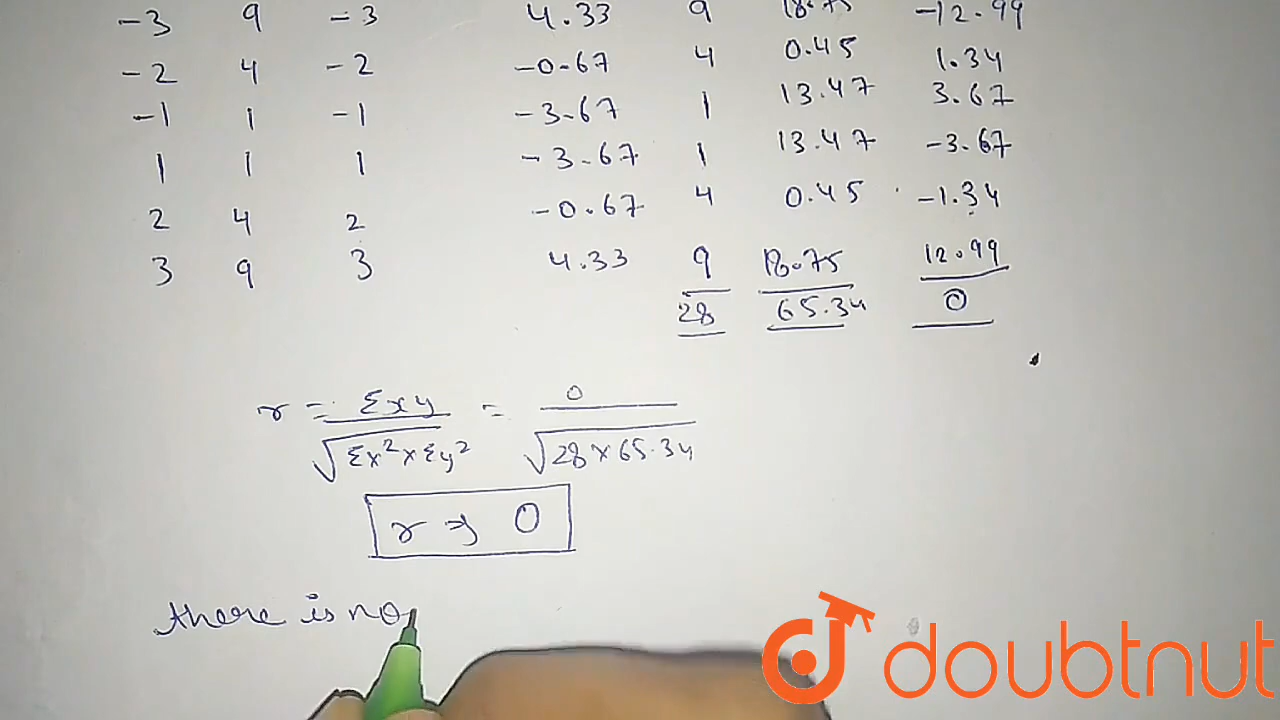 -3 9 -3 4.33 9 18.75 -12.99
-2 4 -2 -0.67 4 0.45 1.34
-1 1 -1 -3.67 1 13.47 3.67
1 1 1 -3.67 1 13.47 -3.67
2 4 2 -0.67 4 0.45 -1.34
3 9 3 4.33 9 18.75 12.99
28 65.34 0
r = Σxy / √Σx²×Σy² = 0 / √28×65.34
r ⇒ 0
there is no
doubtnut